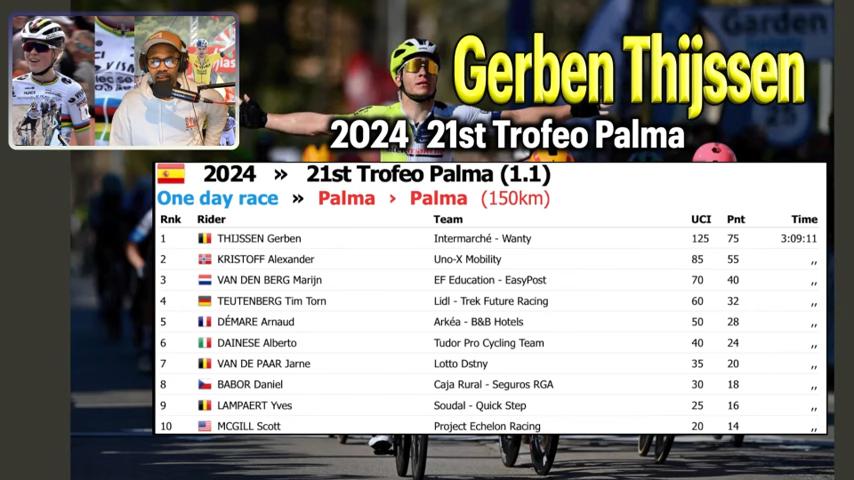 Gerben Thijssen
2024 21st Trofeo Palma
2024 » 21st Trofeo Palma (1.1)
One day race » Palma › Palma (150km)
Rnk Rider Team UCI Pnt Time
1 THIJSSEN Gerben Intermarché - Wanty 125 75 3:09:11
2 KRISTOFF Alexander Uno-X Mobility 85 55 ,,
3 VAN DEN BERG Marijn EF Education - EasyPost 70 40 ,,
4 TEUTENBERG Tim Torn Lidl - Trek Future Racing 60 32 ,,
5 DÉMARE Arnaud Arkéa - B&B Hotels 50 28 ,,
6 DAINESE Alberto Tudor Pro Cycling Team 40 24 ,,
7 VAN DE PAAR Jarne Lotto Dstny 35 20 ,,
8 BABOR Daniel Caja Rural - Seguros RGA 30 18 ,,
9 LAMPAERT Yves Soudal - Quick Step 25 16 ,,
10 MCGILL Scott Project Echelon Racing 20 14 ,,
Garden